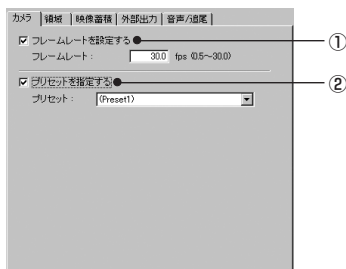 カメラ 領域 映像蓄積 外部出力 音声/追尾
フレームレートを設定する ①
フレームレート： 30.0 fps (0.5～30.0)
プリセットを指定する ②
プリセット： (Preset1)